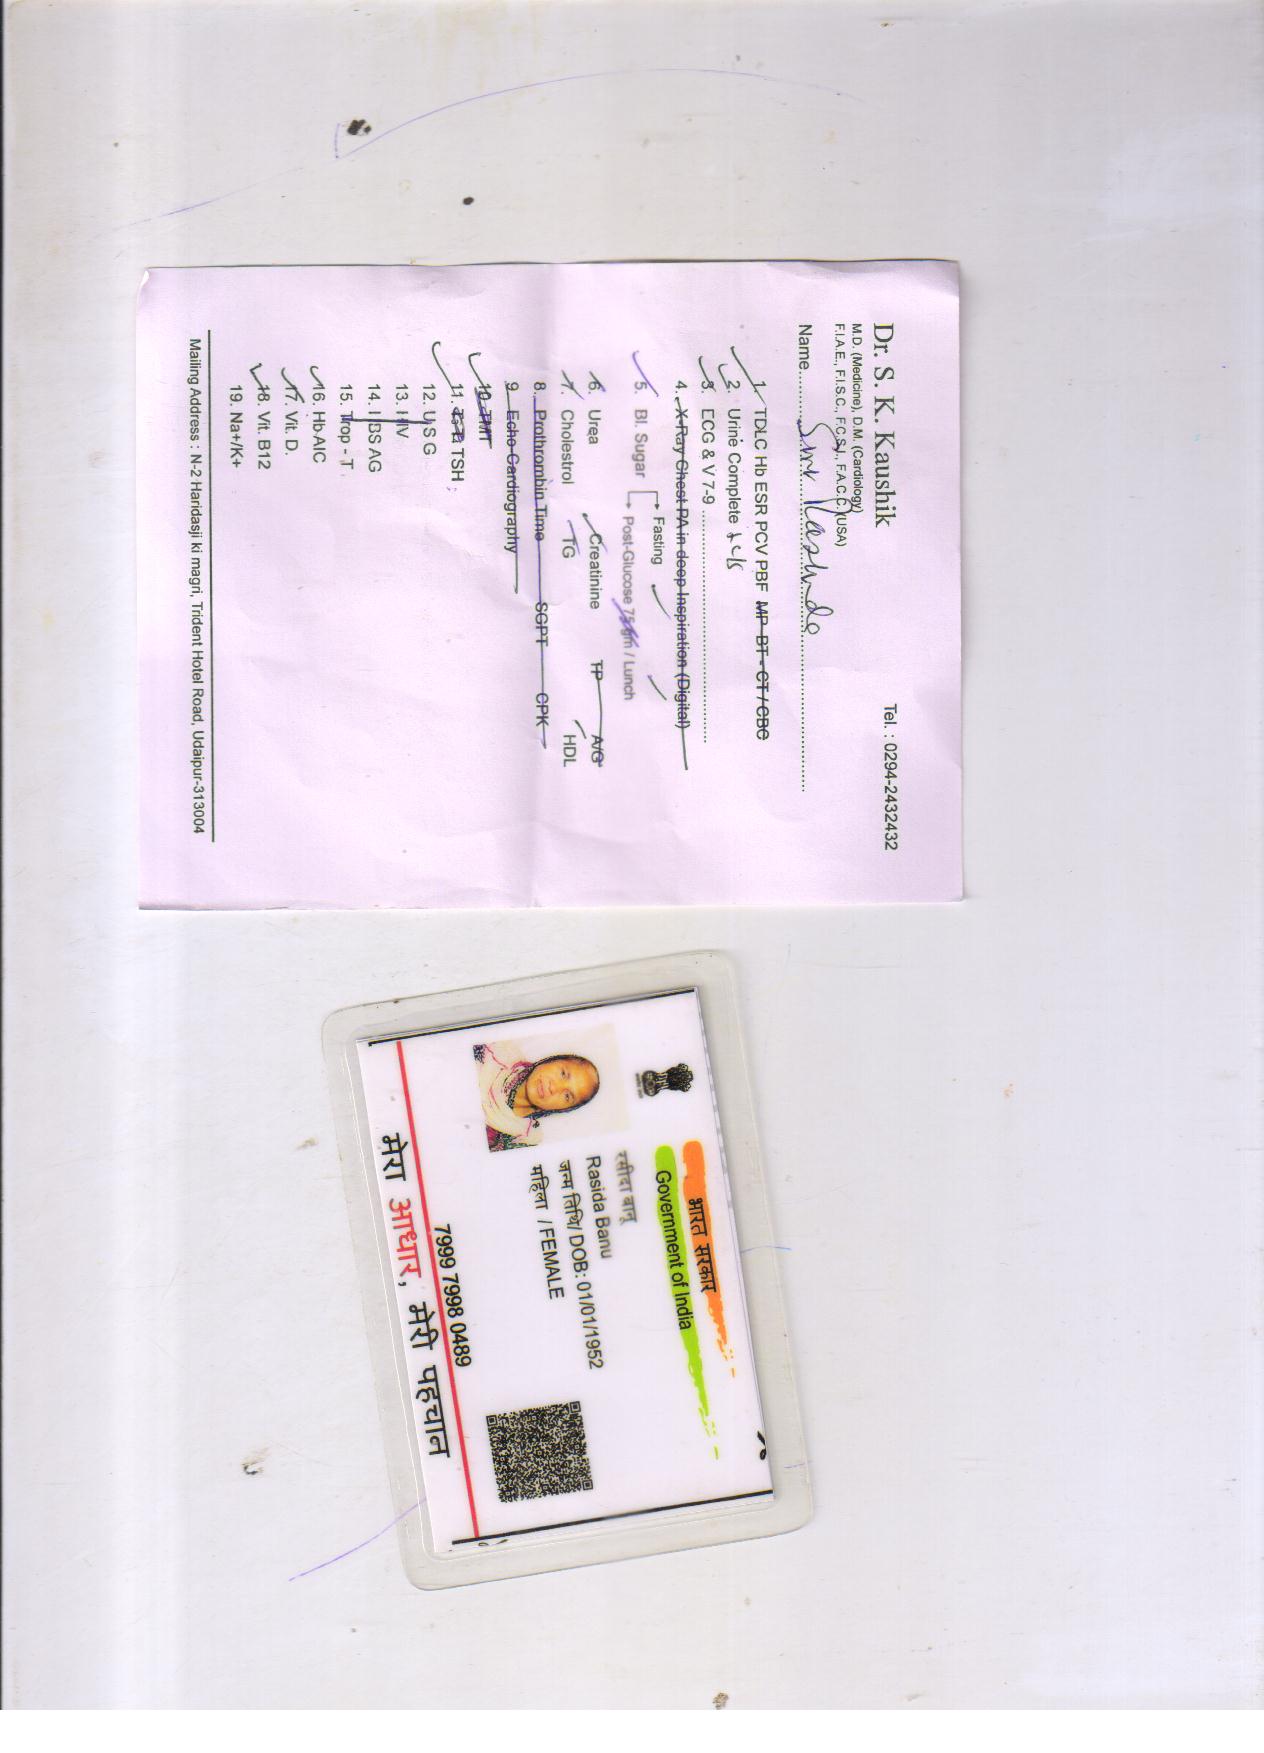 Dr. S. K. Kaushik
Tel. : 0294-2432432
M.D. (Medicine), D.M. (Cardiology)
F.I.A.E., F.I.S.C., F.C.S.I., F.A.C.C. (USA)
Name
1. TDLC Hb ESR PCV PBF MP BT - CT / CBC
2. Urine Complete
3. ECG & V 7-9
4. X-Ray Chest PA in deep Inspiration (Digital)
5. Bl. Sugar Fasting
Post-Glucose 75 gm / Lunch
6. Urea Creatinine TP A/G
7. Cholestrol TG HDL
8. Prothrombin Time SGPT CPK
9. Echo Cardiography
10. TMT
11. TSH
12. USG
13. HIV
14. HBSAG
15. Trop - T
16. Hb-AIC
17. Vit. D.
18. Vit. B12
19. Na+/K+
Mailing Address : N-2 Haridasji ki magri, Trident Hotel Road, Udaipur-313004
भारत सरकार
Government of India
रसीदा बानू
Rasida Banu
जन्म तिथि/ DOB: 01/01/1952
महिला / FEMALE
7999 7998 0489
मेरा आधार, मेरी पहचान